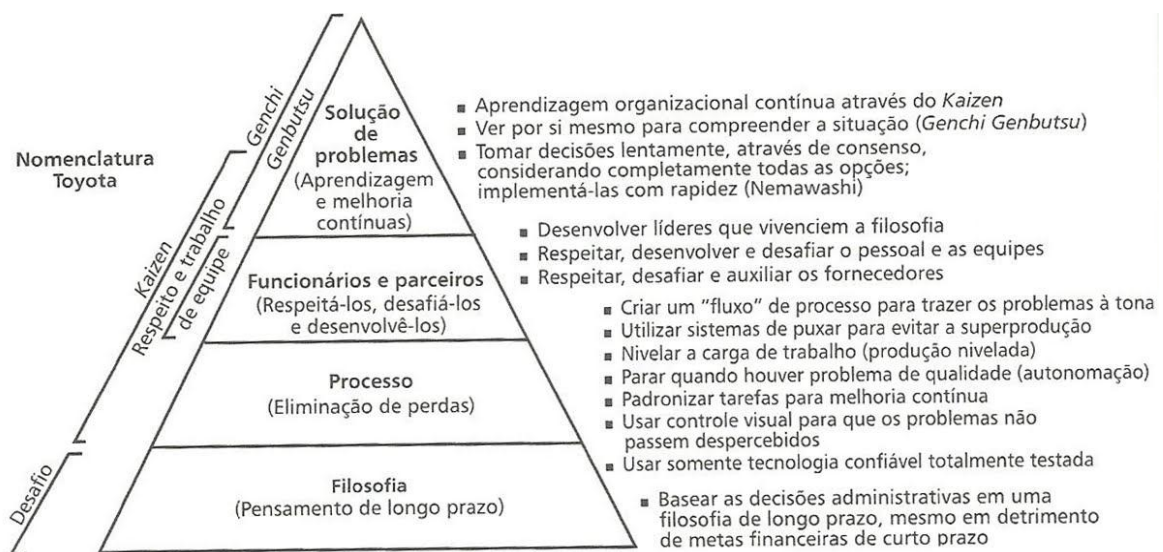 Nomenclatura
Toyota
Genchi
Genbutsu
Kaizen
Respeito e trabalho
de equipe
Desafio
Solução
de
problemas
(Aprendizagem
e melhoria
contínuas)
■ Aprendizagem organizacional contínua através do Kaizen
■ Ver por si mesmo para compreender a situação (Genchi Genbutsu)
■ Tomar decisões lentamente, através de consenso,
considerando completamente todas as opções;
implementá-las com rapidez (Nemawashi)
Funcionários e parceiros
(Respeitá-los, desafiá-los
e desenvolvê-los)
■ Desenvolver líderes que vivenciem a filosofia
■ Respeitar, desenvolver e desafiar o pessoal e as equipes
■ Respeitar, desafiar e auxiliar os fornecedores
Processo
(Eliminação de perdas)
■ Criar um "fluxo" de processo para trazer os problemas à tona
■ Utilizar sistemas de puxar para evitar a superprodução
■ Nivelar a carga de trabalho (produção nivelada)
■ Parar quando houver problema de qualidade (autonomação)
■ Padronizar tarefas para melhoria contínua
■ Usar controle visual para que os problemas não
passem despercebidos
■ Usar somente tecnologia confiável totalmente testada
Filosofia
(Pensamento de longo prazo)
■ Basear as decisões administrativas em uma
filosofia de longo prazo, mesmo em detrimento
de metas financeiras de curto prazo